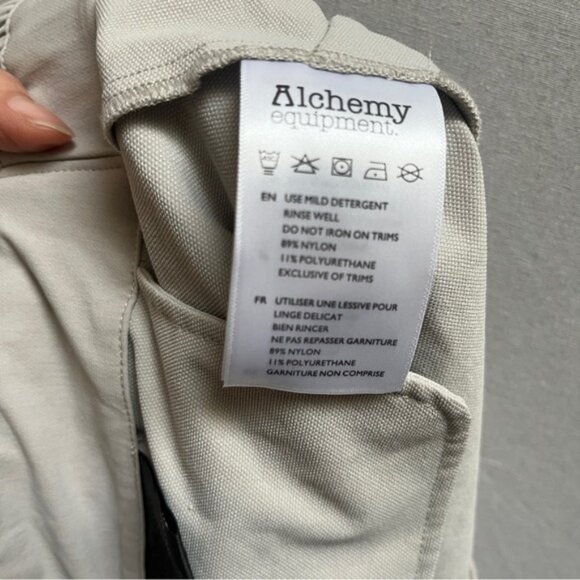 Alchemy
equipment.
EN USE MILD DETERGENT
RINSE WELL
DO NOT IRON ON TRIMS
89% NYLON
11% POLYURETHANE
EXCLUSIVE OF TRIMS
FR UTILISER UNE LESSIVE POUR
LINGE DELICAT
BIEN RINCER
NE PAS REPASSER GARNITURE
89% NYLON
11% POLYURETHANE
GARNITURE NON COMPRISE